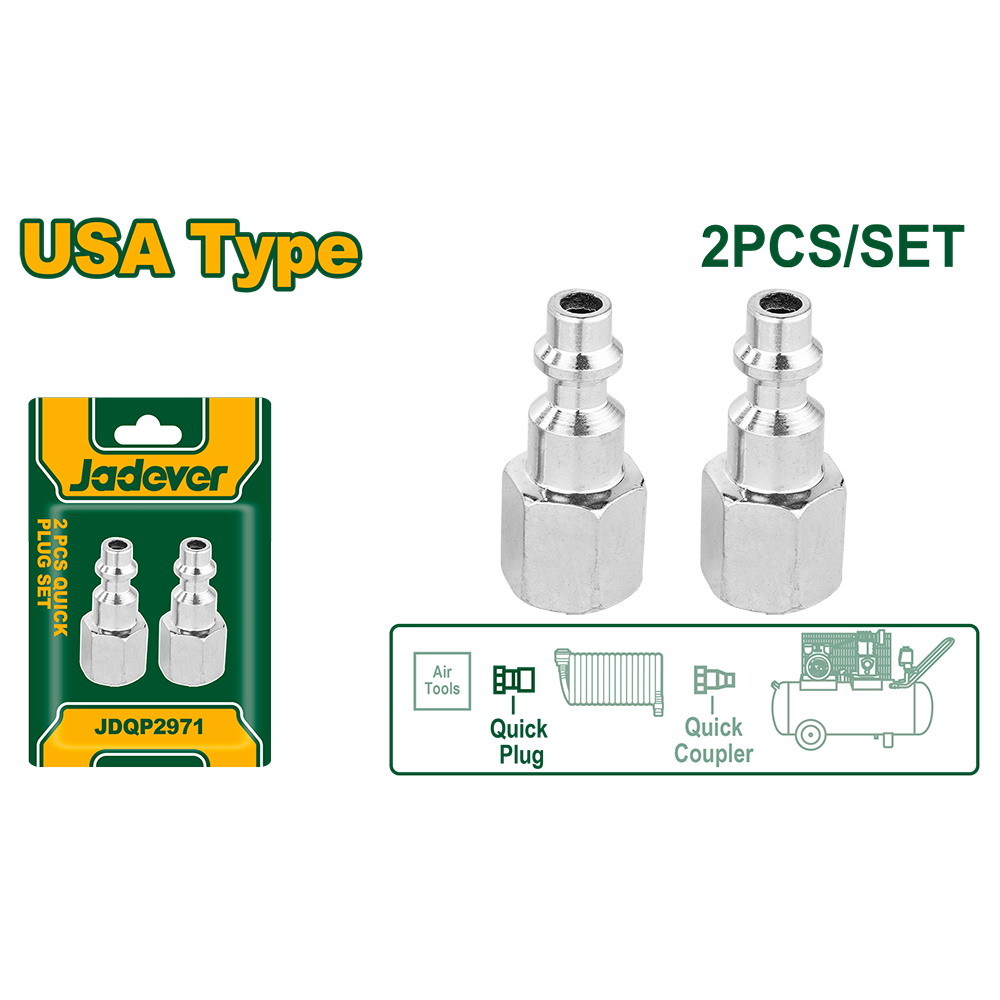 USA Type
2PCS/SET
Jadever
2 PCS QUICK
PLUG SET
JDQP2971
Air
Tools
Quick
Plug
Quick
Coupler